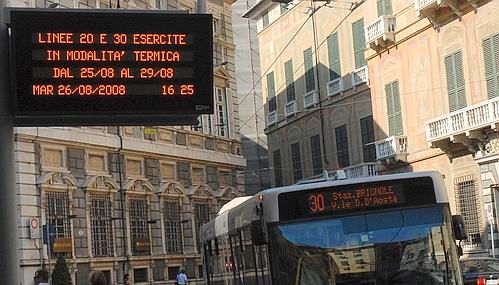 LINEE 20 E 30 ESERCITE
IN MODALITA' TERMICA
DAL 25/08 AL 29/08
MAR 26/08/2008 16 25
30 Staz.BRIGNOLE
V.le D.D'Aosta